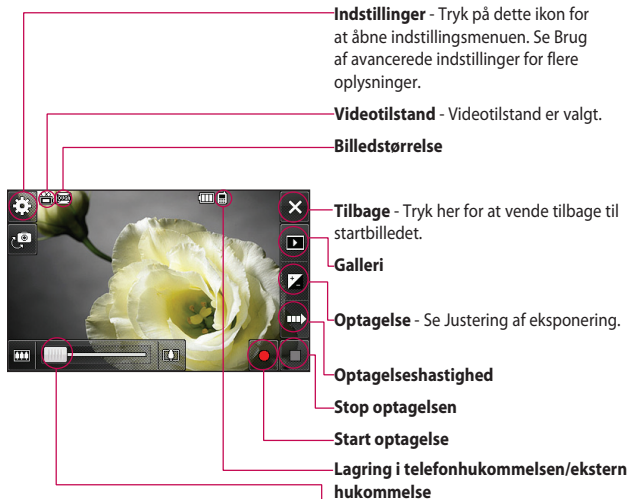 Indstillinger - Tryk på dette ikon for
at åbne indstillingsmenuen. Se Brug
af avancerede indstillinger for flere
oplysninger.
Videotilstand - Videotilstand er valgt.
Billedstørrelse
Tilbage - Tryk her for at vende tilbage til
startbilledet.
Galleri
Optagelse - Se Justering af eksponering.
Optagelseshastighed
Stop optagelsen
Start optagelse
Lagring i telefonhukommelsen/ekstern
hukommelse